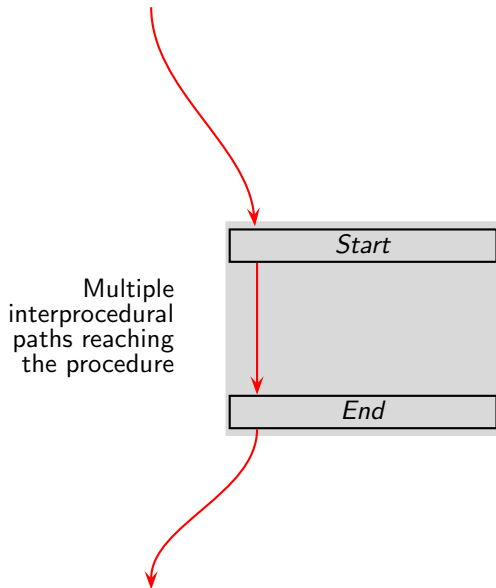 Start
Multiple
interprocedural
paths reaching
the procedure
End